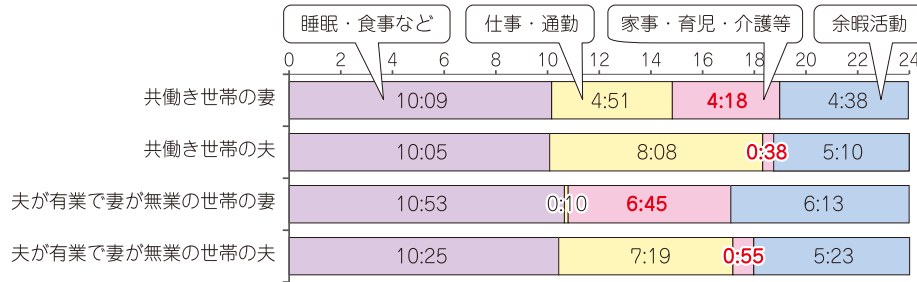 睡眠・食事など 仕事・通勤 家事・育児・介護等 余暇活動
0 2 4 6 8 10 12 14 16 18 20 22 24
共働き世帯の妻 10:09 4:51 4:18 4:38
共働き世帯の夫 10:05 8:08 0:38 5:10
夫が有業で妻が無業の世帯の妻 10:53 0:10 6:45 6:13
夫が有業で妻が無業の世帯の夫 10:25 7:19 0:55 5:23